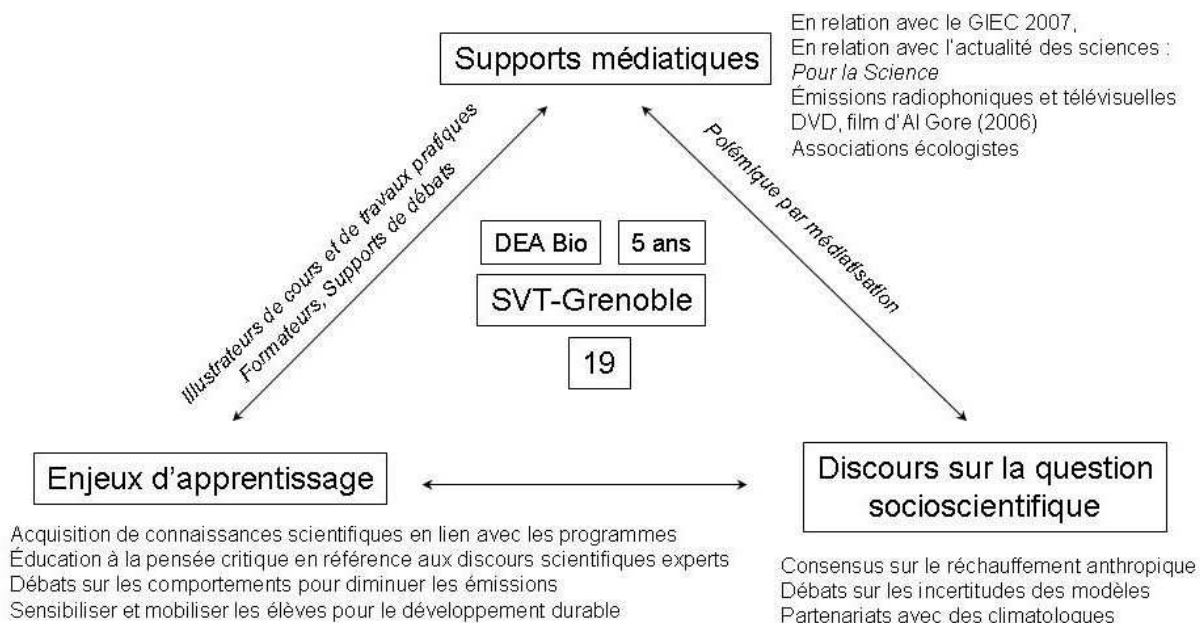 En relation avec le GIEC 2007,
En relation avec l'actualité des sciences :
Pour la Science
Émissions radiophoniques et télévisuelles
DVD, film d'Al Gore (2006)
Associations écologistes
Supports médiatiques
Illustrateurs de cours et de travaux pratiques
Formateurs, Supports de débats
Polémique par médiatisation
DEA Bio
5 ans
SVT-Grenoble
19
Enjeux d'apprentissage
Acquisition de connaissances scientifiques en lien avec les programmes
Éducation à la pensée critique en référence aux discours scientifiques experts
Débats sur les comportements pour diminuer les émissions
Sensibiliser et mobiliser les élèves pour le développement durable
Discours sur la question
socioscientifique
Consensus sur le réchauffement anthropique
Débats sur les incertitudes des modèles
Partenariats avec des climatologues